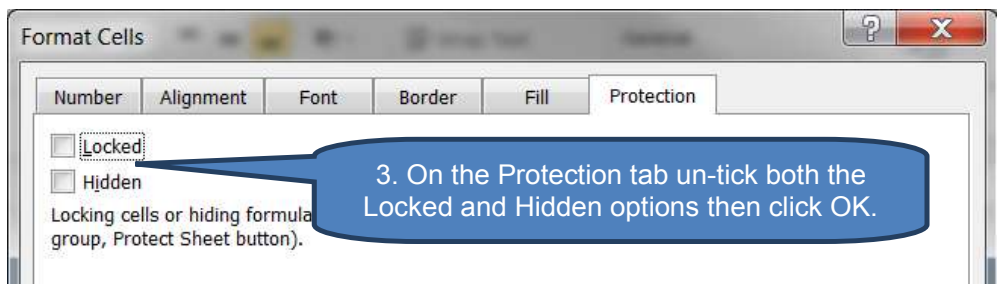 Format Cells
Number Alignment Font Border Fill Protection
Locked
Hidden
3. On the Protection tab un-tick both the
Locked and Hidden options then click OK.
Locking cells or hiding formula
group, Protect Sheet button).